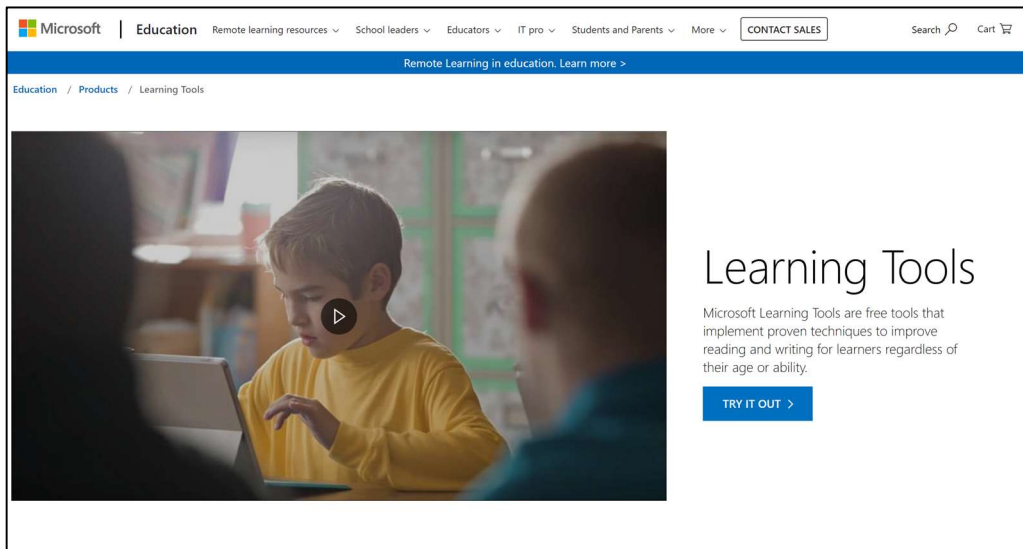 Microsoft
Education
Remote learning resources
School leaders
Educators
IT pro
Students and Parents
More
CONTACT SALES
Search
Cart
Remote Learning in education. Learn more >
Education / Products / Learning Tools
Learning Tools
Microsoft Learning Tools are free tools that
implement proven techniques to improve
reading and writing for learners regardless of
their age or ability.
TRY IT OUT >